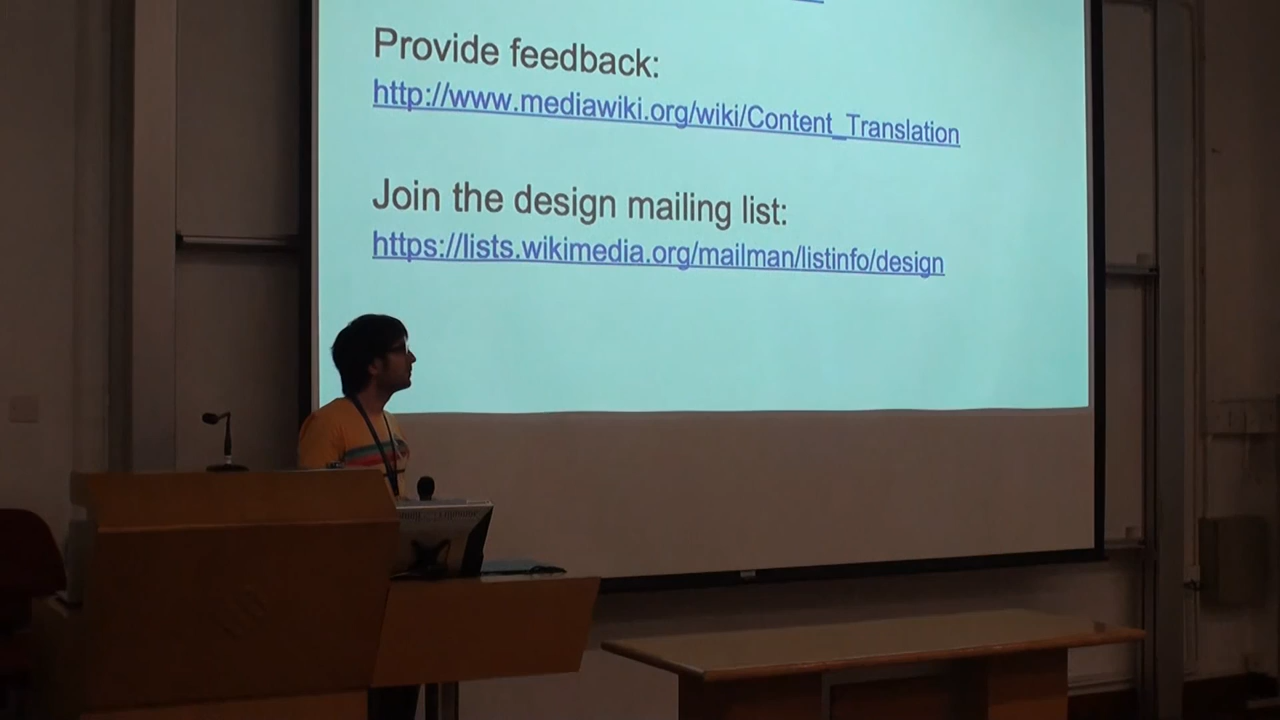 Provide feedback:
http://www.mediawiki.org/wiki/Content_Translation
Join the design mailing list:
https://lists.wikimedia.org/mailman/listinfo/design